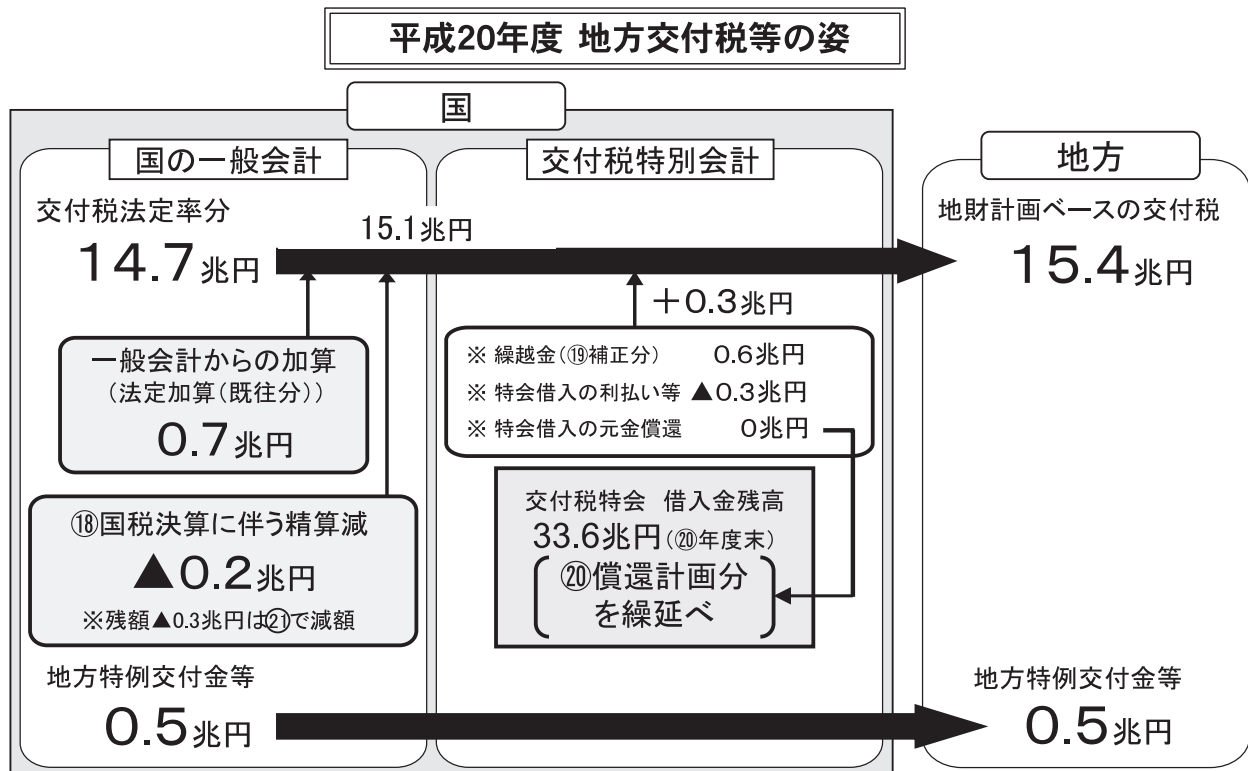 平成20年度 地方交付税等の姿
国
国の一般会計
交付税法定率分
14.7兆円
15.1兆円
一般会計からの加算
(法定加算(既往分))
0.7兆円
⑱国税決算に伴う精算減
▲0.2兆円
※残額▲0.3兆円は㉑で減額
地方特例交付金等
0.5兆円
交付税特別会計
+0.3兆円
※ 繰越金(⑲補正分) 0.6兆円
※ 特会借入の利払い等 ▲0.3兆円
※ 特会借入の元金償還 0兆円
交付税特会 借入金残高
33.6兆円(⑳年度末)
⑳償還計画分
を繰延べ
地方
地財計画ベースの交付税
15.4兆円
地方特例交付金等
0.5兆円